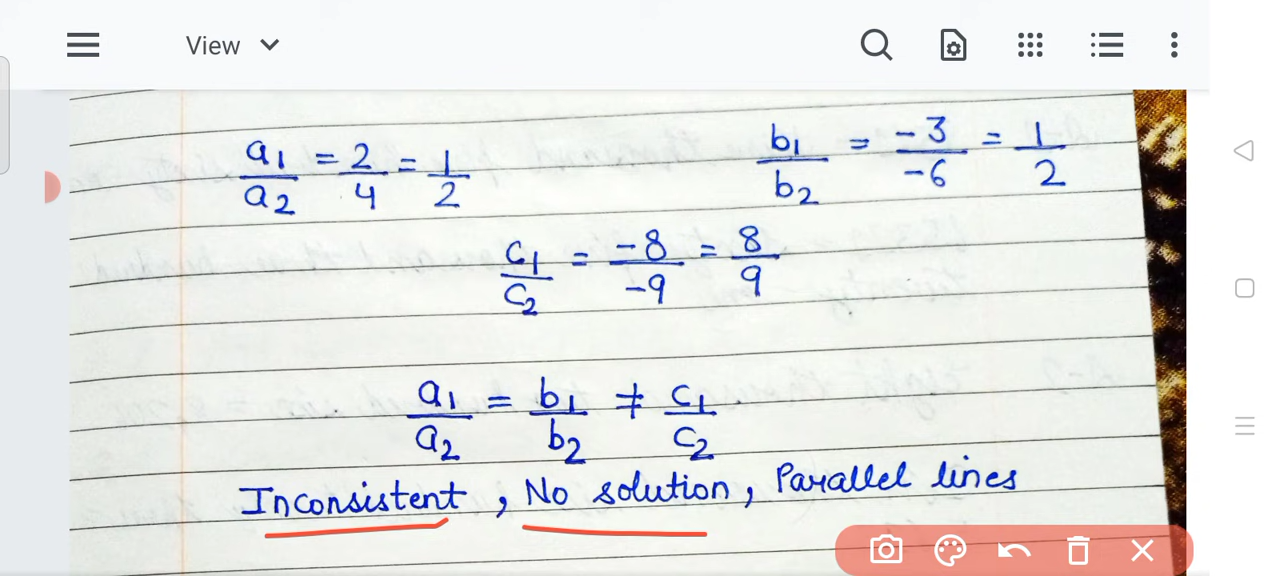 View
a₁/a₂ = 2/4 = 1/2 b₁/b₂ = -3/-6 = 1/2
c₁/c₂ = -8/-9 = 8/9
a₁/a₂ = b₁/b₂ ≠ c₁/c₂
Inconsistent, No solution, Parallel lines